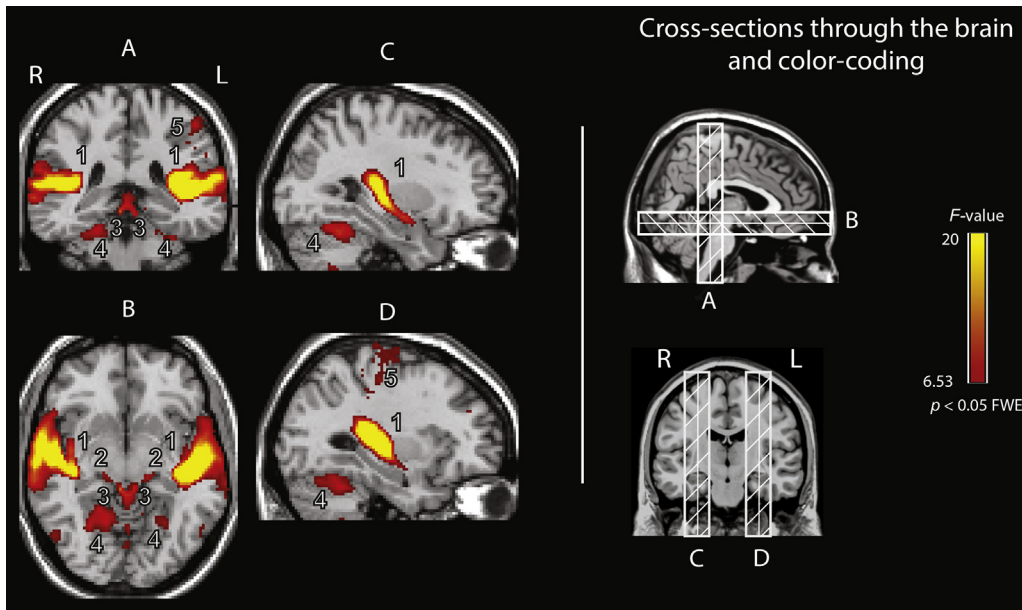 Cross-sections through the brain
and color-coding
A
R
L
5
1
1
3 3
4
4
C
1
4
B
1
1
2
2
3
3
4
4
D
5
1
4
B
A
R
L
C
D
F-value
20
6.53
p < 0.05 FWE